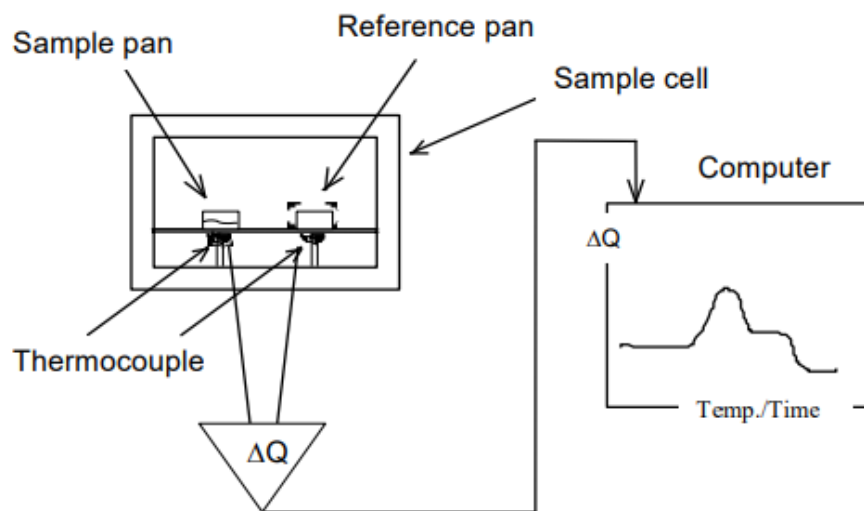 Sample pan
Reference pan
Sample cell
Computer
ΔQ
Thermocouple
Temp./Time
ΔQ